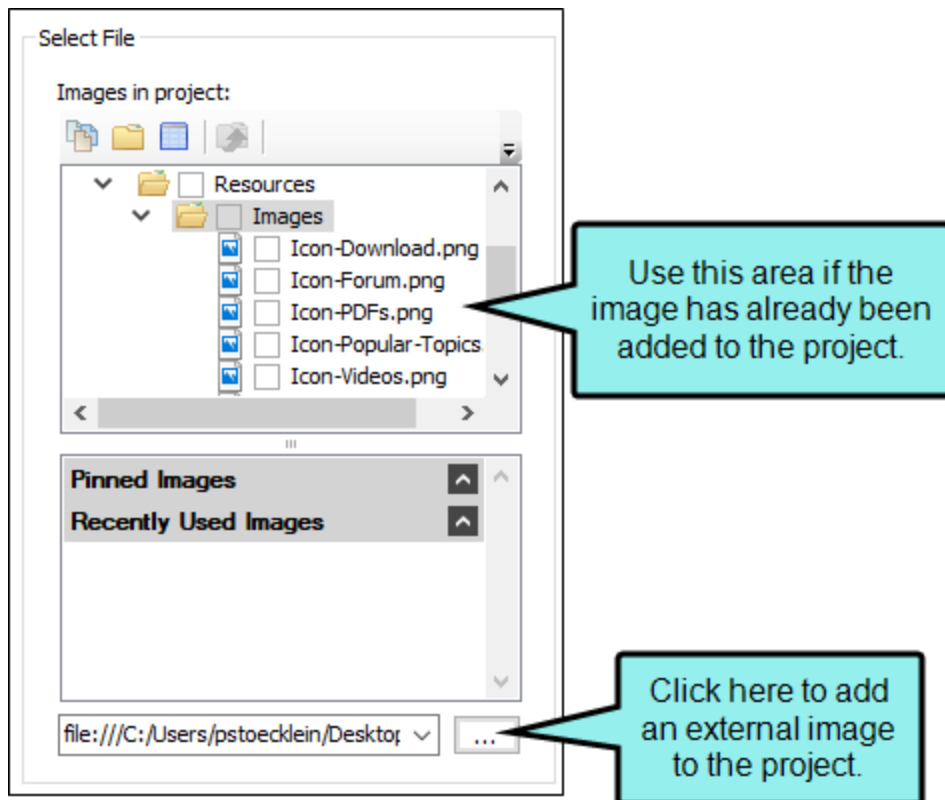 Select File
Images in project:
Resources
Images
Icon-Download.png
Icon-Forum.png
Icon-PDFs.png
Icon-Popular-Topics
Icon-Videos.png
Use this area if the
image has already been
added to the project.
Pinned Images
Recently Used Images
file:///C:/Users/pstoecklein/Desktop
...
Click here to add
an external image
to the project.